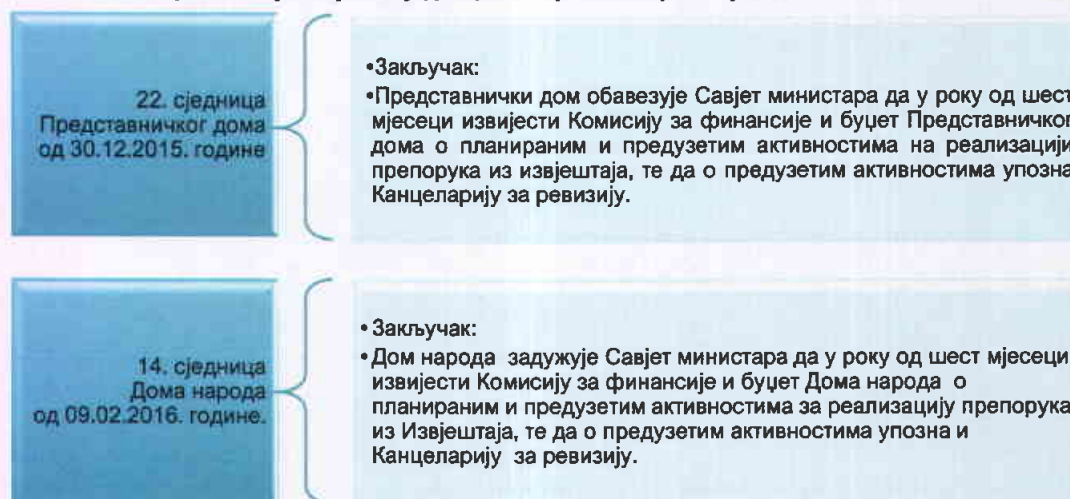 22. сједница
Представничког дома
од 30.12.2015. године
•Закључак:
•Представнички дом обавезује Савјет министара да у року од шест
мјесеци извијести Комисију за финансије и буџет Представничког
дома о планираним и предузетим активностима на реализацији
препорука из извјештаја, те да о предузетим активностима упозна
Канцеларију за ревизију.
14. сједница
Дома народа
од 09.02.2016. године.
•Закључак:
•Дом народа задужује Савјет министара да у року од шест мјесеци
извијести Комисију за финансије и буџет Дома народа о
планираним и предузетим активностима за реализацију препорука
из Извјештаја, те да о предузетим активностима упозна и
Канцеларију за ревизију.